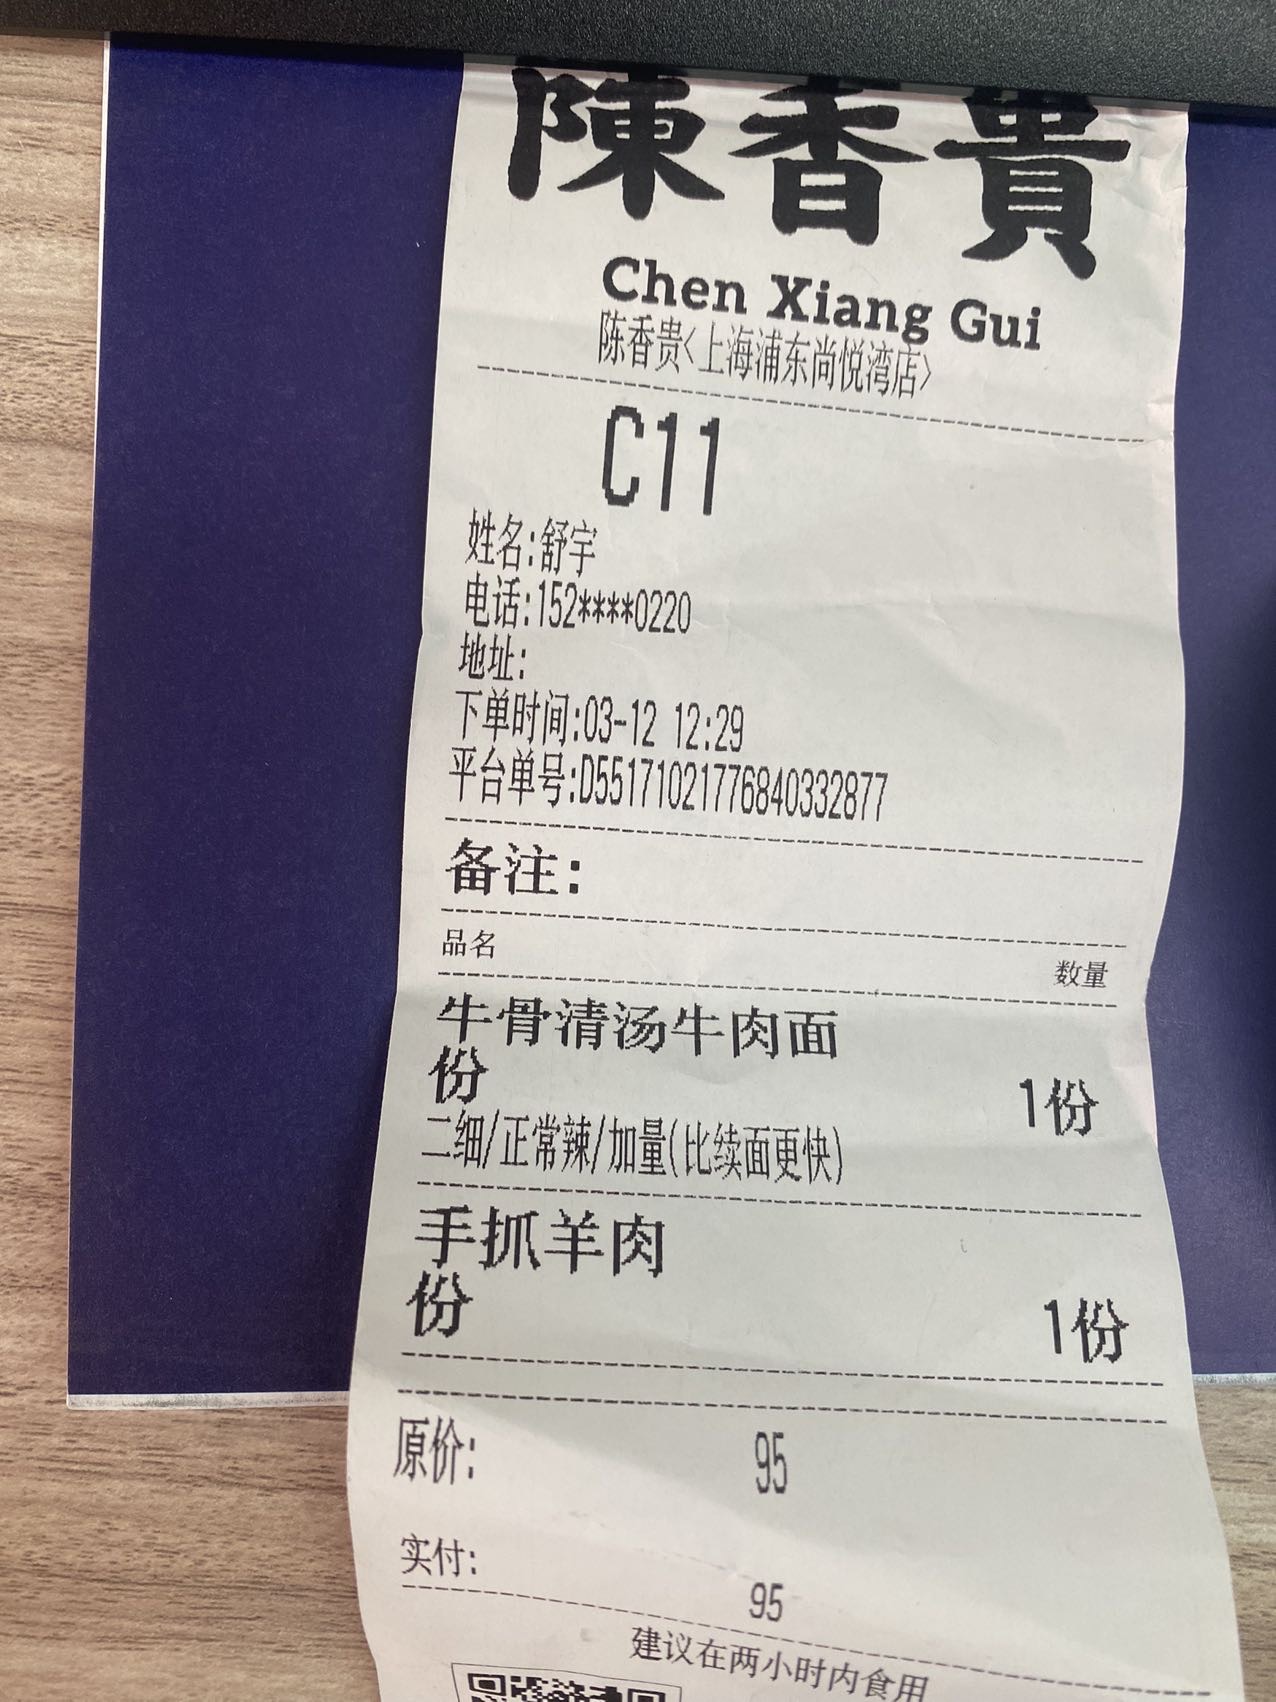 陳香貴
Chen Xiang Gui
陈香贵<上海浦东尚悦湾店>
C11
姓名:舒宇
电话:152****0220
地址:
下单时间:03-12 12:29
平台单号:D551710217768403328​77
备注:
品名 数量
牛骨清汤牛肉面
份 1份
二细/正常辣/加量(比续面更快)
手抓羊肉
份 1份
原价: 95
实付: 95
建议在两小时内食用